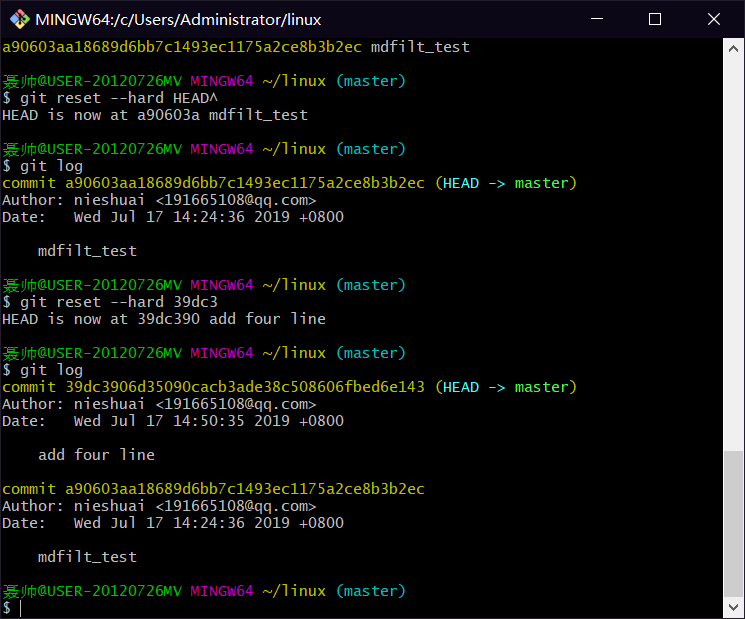 MINGW64:/c/Users/Administrator/linux
a90603aa18689d6bb7c1493ec1175a2ce8b3b2ec mdfilt_test
聂帅@USER-20120726MV MINGW64 ~/linux (master)
$ git reset --hard HEAD^
HEAD is now at a90603a mdfilt_test
聂帅@USER-20120726MV MINGW64 ~/linux (master)
$ git log
commit a90603aa18689d6bb7c1493ec1175a2ce8b3b2ec (HEAD -> master)
Author: nieshuai <191665108@qq.com>
Date:   Wed Jul 17 14:24:36 2019 +0800
mdfilt_test
聂帅@USER-20120726MV MINGW64 ~/linux (master)
$ git reset --hard 39dc3
HEAD is now at 39dc390 add four line
聂帅@USER-20120726MV MINGW64 ~/linux (master)
$ git log
commit 39dc3906d35090cacb3ade38c508606fbed6e143 (HEAD -> master)
Author: nieshuai <191665108@qq.com>
Date:   Wed Jul 17 14:50:35 2019 +0800
add four line
commit a90603aa18689d6bb7c1493ec1175a2ce8b3b2ec
Author: nieshuai <191665108@qq.com>
Date:   Wed Jul 17 14:24:36 2019 +0800
mdfilt_test
聂帅@USER-20120726MV MINGW64 ~/linux (master)
$